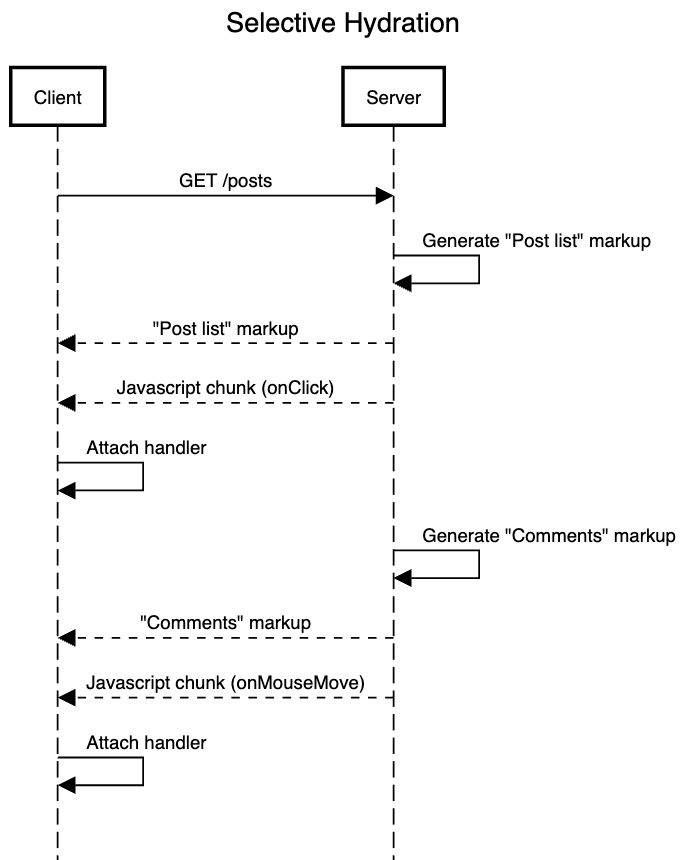 Selective Hydration
Client
Server
GET /posts
Generate "Post list" markup
"Post list" markup
Javascript chunk (onClick)
Attach handler
Generate "Comments" markup
"Comments" markup
Javascript chunk (onMouseMove)
Attach handler